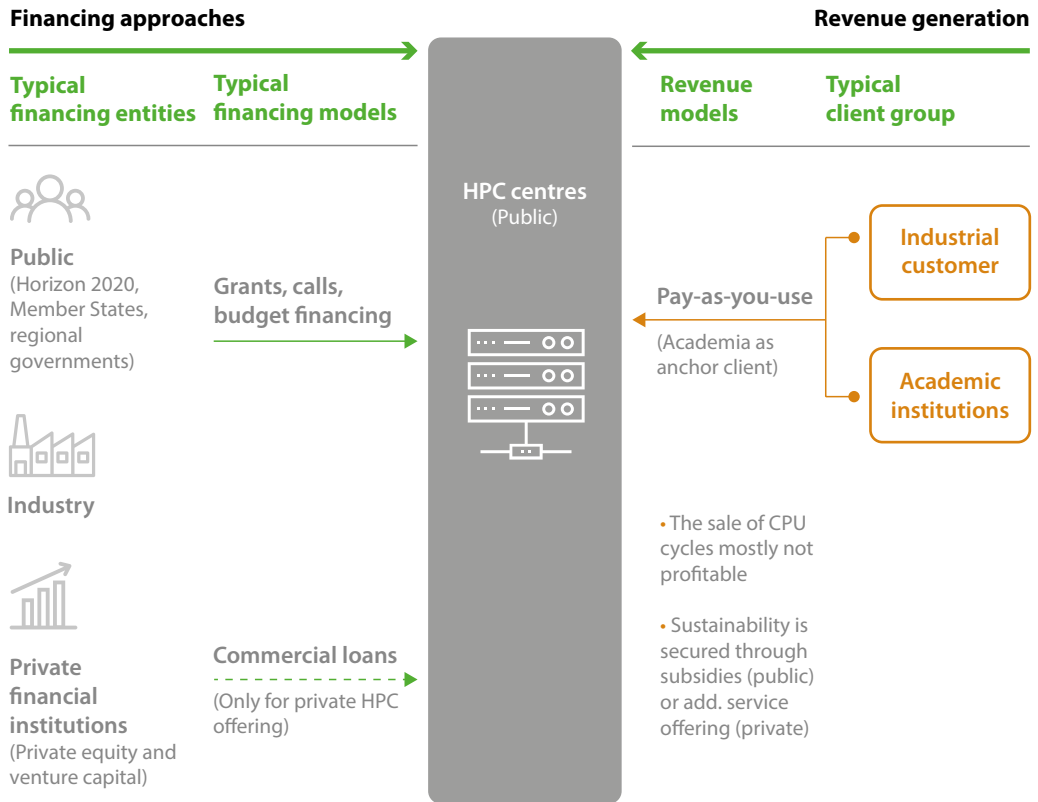 Financing approaches
Revenue generation
Typical
financing entities
Typical
financing models
Revenue
models
Typical
client group
Public
(Horizon 2020,
Member States,
regional
governments)
Grants, calls,
budget financing
Industry
Private
financial
institutions
(Private equity and
venture capital)
Commercial loans
(Only for private HPC
offering)
HPC centres
(Public)
Pay-as-you-use
(Academia as
anchor client)
Industrial
customer
Academic
institutions
• The sale of CPU
cycles mostly not
profitable
• Sustainability is
secured through
subsidies (public)
or add. service
offering (private)